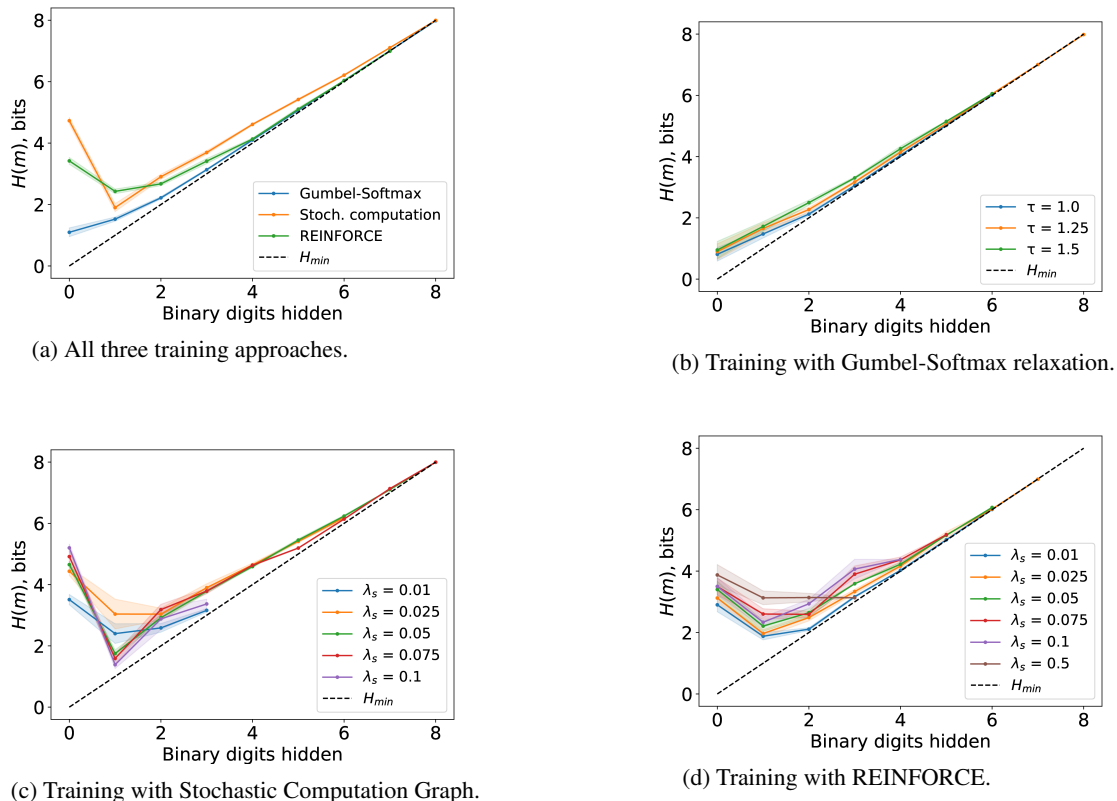 8
6
4
2
0
H(m), bits
Gumbel-Softmax
Stoch. computation
REINFORCE
H_min
0 2 4 6 8
Binary digits hidden
(a) All three training approaches.
8
6
4
2
0
H(m), bits
τ = 1.0
τ = 1.25
τ = 1.5
H_min
0 2 4 6 8
Binary digits hidden
(b) Training with Gumbel-Softmax relaxation.
8
6
4
2
0
H(m), bits
λ_s = 0.01
λ_s = 0.025
λ_s = 0.05
λ_s = 0.075
λ_s = 0.1
H_min
0 2 4 6 8
Binary digits hidden
(c) Training with Stochastic Computation Graph.
8
6
4
2
0
H(m), bits
λ_s = 0.01
λ_s = 0.025
λ_s = 0.05
λ_s = 0.075
λ_s = 0.1
λ_s = 0.5
H_min
0 2 4 6 8
Binary digits hidden
(d) Training with REINFORCE.